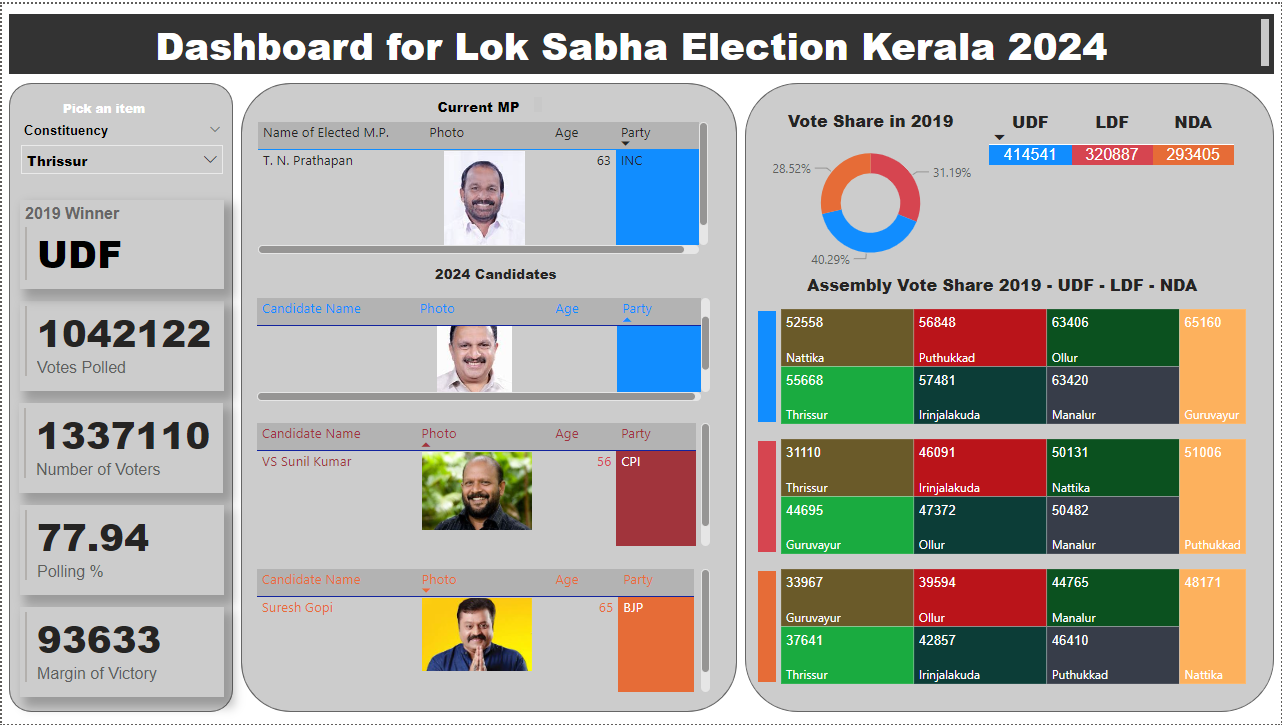 Dashboard for Lok Sabha Election Kerala 2024
Pick an item
Constituency
Thrissur
2019 Winner
UDF
1042122
Votes Polled
1337110
Number of Voters
77.94
Polling %
93633
Margin of Victory
Current MP
Name of Elected M.P. Photo Age Party
T. N. Prathapan 63 INC
2024 Candidates
Candidate Name Photo Age Party
Candidate Name Photo Age Party
VS Sunil Kumar 56 CPI
Candidate Name Photo Age Party
Suresh Gopi 65 BJP
Vote Share in 2019
28.52%
31.19%
40.29%
UDF LDF NDA
414541 320887 293405
Assembly Vote Share 2019 - UDF - LDF - NDA
52558 56848 63406 65160
Nattika Puthukkad Ollur
55668 57481 63420
Thrissur Irinjalakuda Manalur Guruvayur
31110 46091 50131 51006
Thrissur Irinjalakuda Nattika
44695 47372 50482
Guruvayur Ollur Manalur Puthukkad
33967 39594 44765 48171
Guruvayur Ollur Manalur
37641 42857 46410
Thrissur Irinjalakuda Puthukkad Nattika